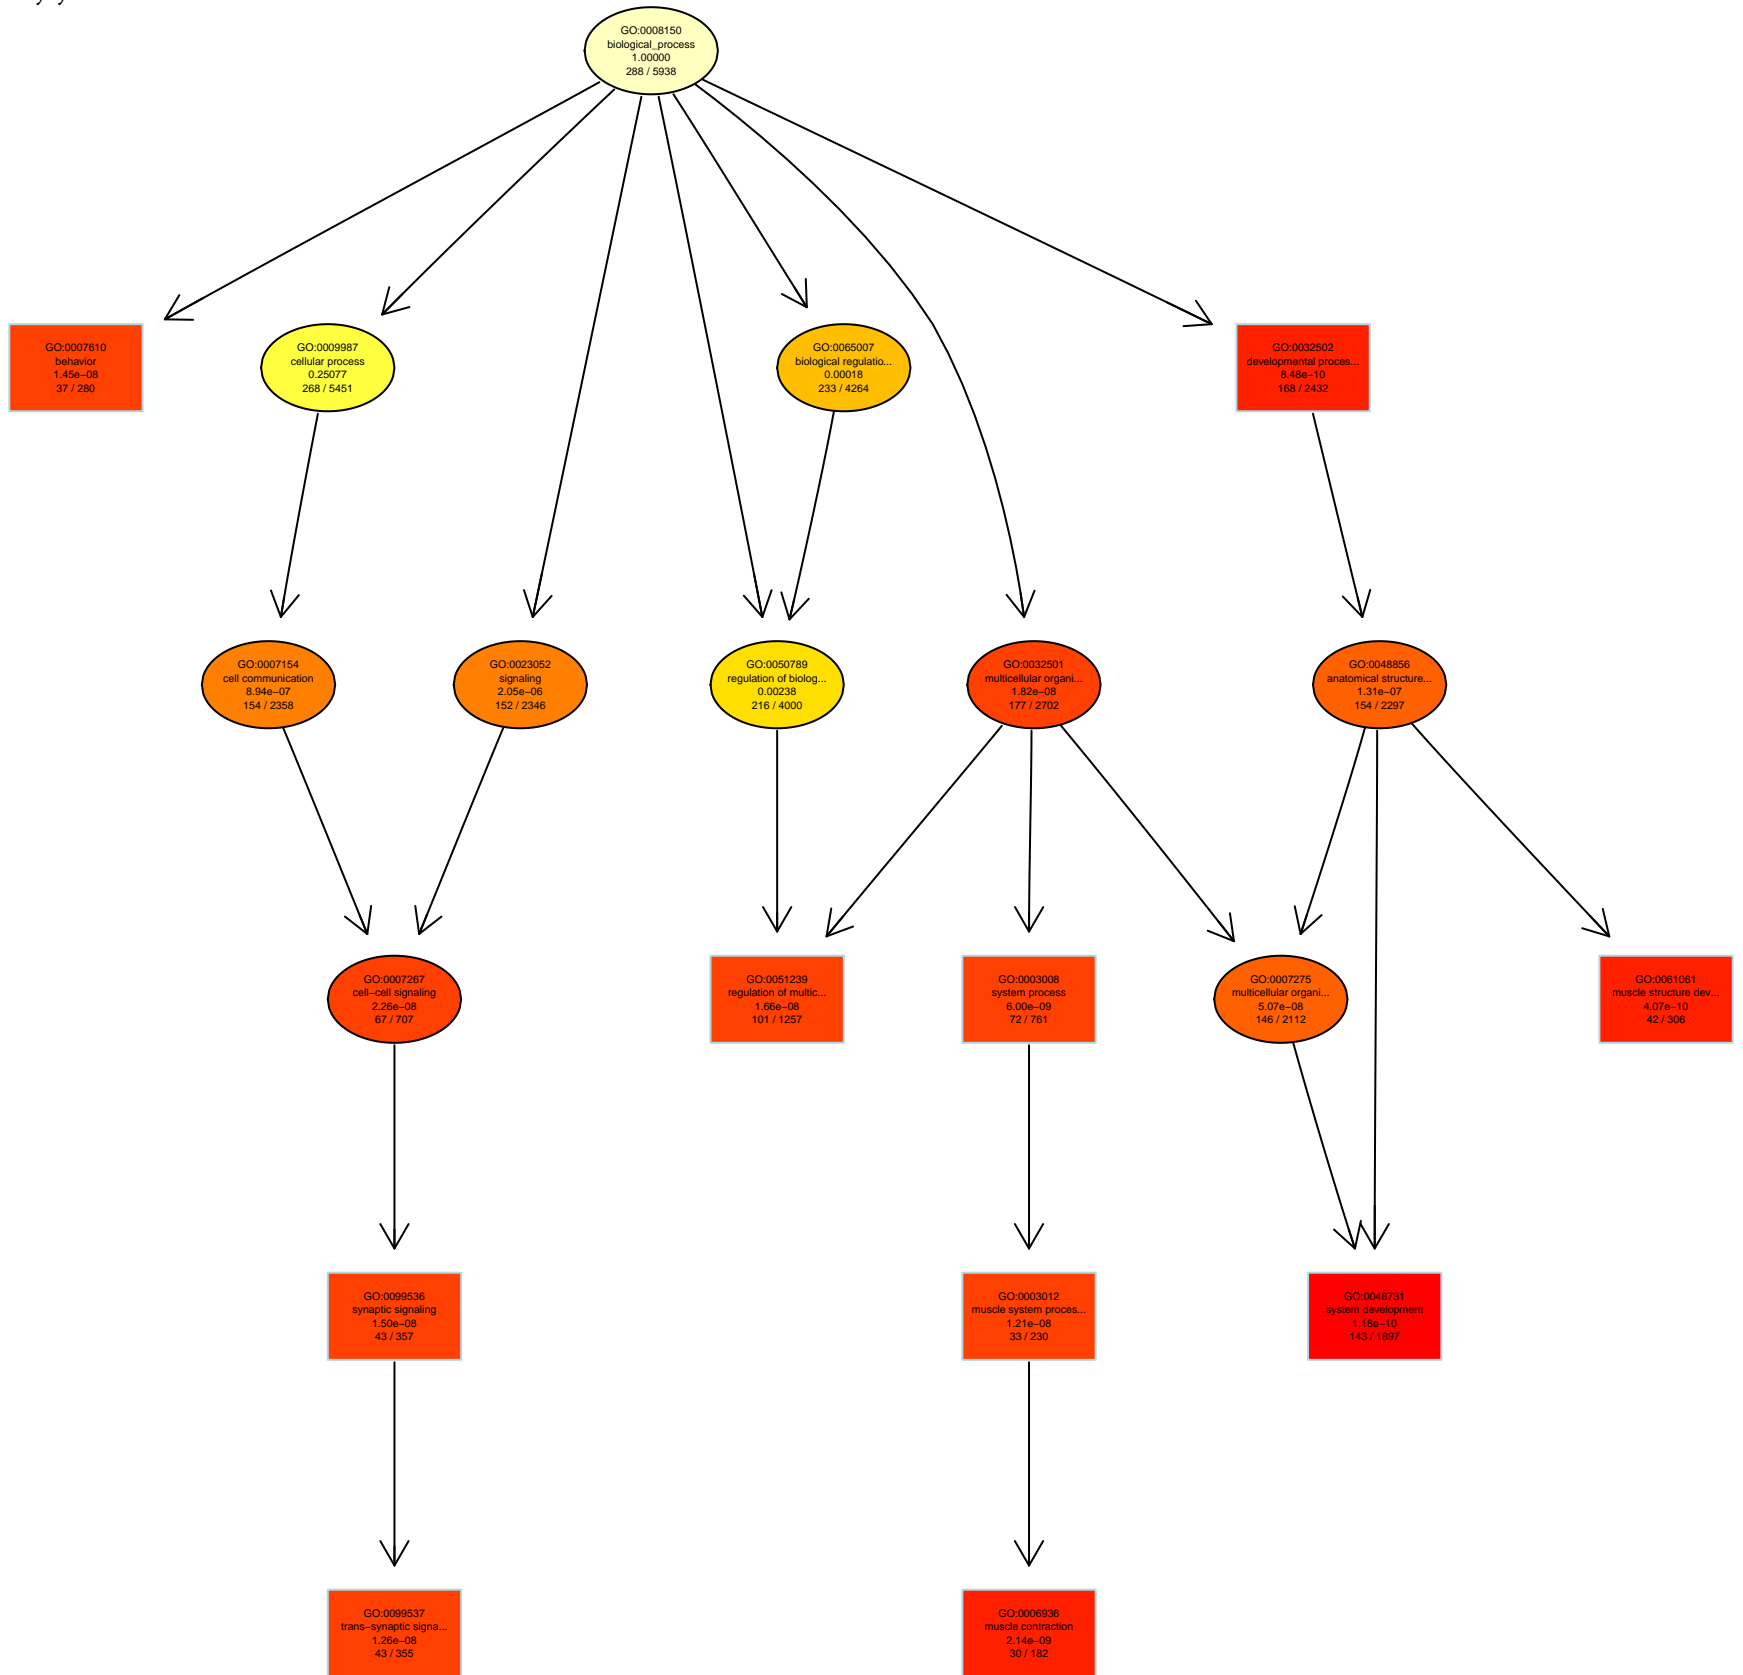 GO:0008150
biological_process
1.00000
288 / 5938
GO:0007610
behavior
1.45e−08
37 / 280
GO:0009987
cellular process
0.25077
268 / 5451
GO:0065007
biological regulatio...
0.00018
233 / 4264
GO:0032502
developmental proces...
8.48e−10
168 / 2432
GO:0007154
cell communication
8.94e−07
154 / 2358
GO:0023052
signaling
2.05e−06
152 / 2346
GO:0050789
regulation of biolog...
0.00238
216 / 4000
GO:0032501
multicellular organi...
1.82e−08
177 / 2702
GO:0048856
anatomical structure...
1.31e−07
154 / 2297
GO:0007267
cell−cell signaling
2.26e−08
67 / 707
GO:0051239
regulation of multic...
1.66e−08
101 / 1257
GO:0003008
system process
6.00e−09
72 / 761
GO:0007275
multicellular organi...
5.07e−08
146 / 2112
GO:0061061
muscle structure dev...
4.07e−10
42 / 306
GO:0099536
synaptic signaling
1.50e−08
43 / 357
GO:0003012
muscle system proces...
1.21e−08
33 / 230
GO:0048731
system development
1.18e−10
143 / 1897
GO:0099537
trans−synaptic signa...
1.26e−08
43 / 355
GO:0006936
muscle contraction
2.14e−09
30 / 182